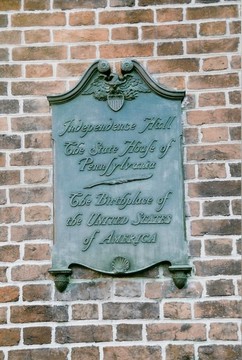 Independence Hall
The State House of
Pennsylvania
The Birthplace of
the UNITED STATES
of AMERICA